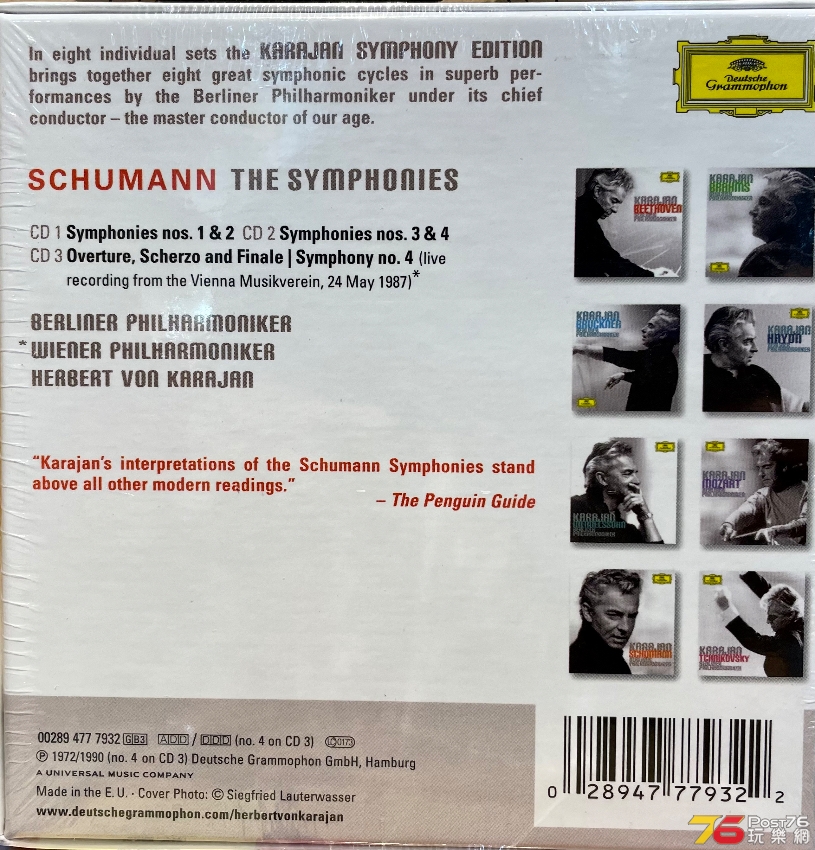 In eight individual sets the KARAJAN SYMPHONY EDITION
brings together eight great symphonic cycles in superb per-
formances by the Berliner Philharmoniker under its chief
conductor – the master conductor of our age.
Deutsche
Grammophon
SCHUMANN THE SYMPHONIES
CD 1 Symphonies nos. 1 & 2 CD 2 Symphonies nos. 3 & 4
CD 3 Overture, Scherzo and Finale | Symphony no. 4 (live
recording from the Vienna Musikverein, 24 May 1987)*
BERLINER PHILHARMONIKER
*WIENER PHILHARMONIKER
HERBERT VON KARAJAN
“Karajan’s interpretations of the Schumann Symphonies stand
above all other modern readings.”
– The Penguin Guide
KARAJAN
BEETHOVEN
KARAJAN
BRAHMS
KARAJAN
BRUCKNER
KARAJAN
HAYDN
KARAJAN
MENDELSSOHN
KARAJAN
MOZART
KARAJAN
SCHUMANN
KARAJAN
TCHAIKOVSKY
00289 477 7932 GB3 ADD / DDD (no. 4 on CD 3) LC 0173
℗ 1972/1990 (no. 4 on CD 3) Deutsche Grammophon GmbH, Hamburg
A UNIVERSAL MUSIC COMPANY
Made in the E. U. · Cover Photo: © Siegfried Lauterwasser
www.deutschegrammophon.com/herbertvonkarajan
0 28947 77932 2
76 POST76
玩樂網